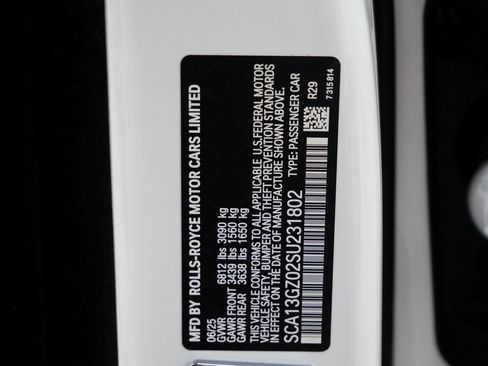 MFD BY ROLLS-ROYCE MOTOR CARS LIMITED
06/25
GVWR 6812 lbs 3090 kg
GAWR FRONT 3439 lbs 1560 kg
GAWR REAR 3638 lbs 1650 kg
THIS VEHICLE CONFORMS TO ALL APPLICABLE U.S. FEDERAL MOTOR
VEHICLE SAFETY, BUMPER, AND THEFT PREVENTION STANDARDS
IN EFFECT ON THE DATE OF MANUFACTURE SHOWN ABOVE.
SCA13GZ02SU231802 TYPE: PASSENGER CAR
R29
7315814